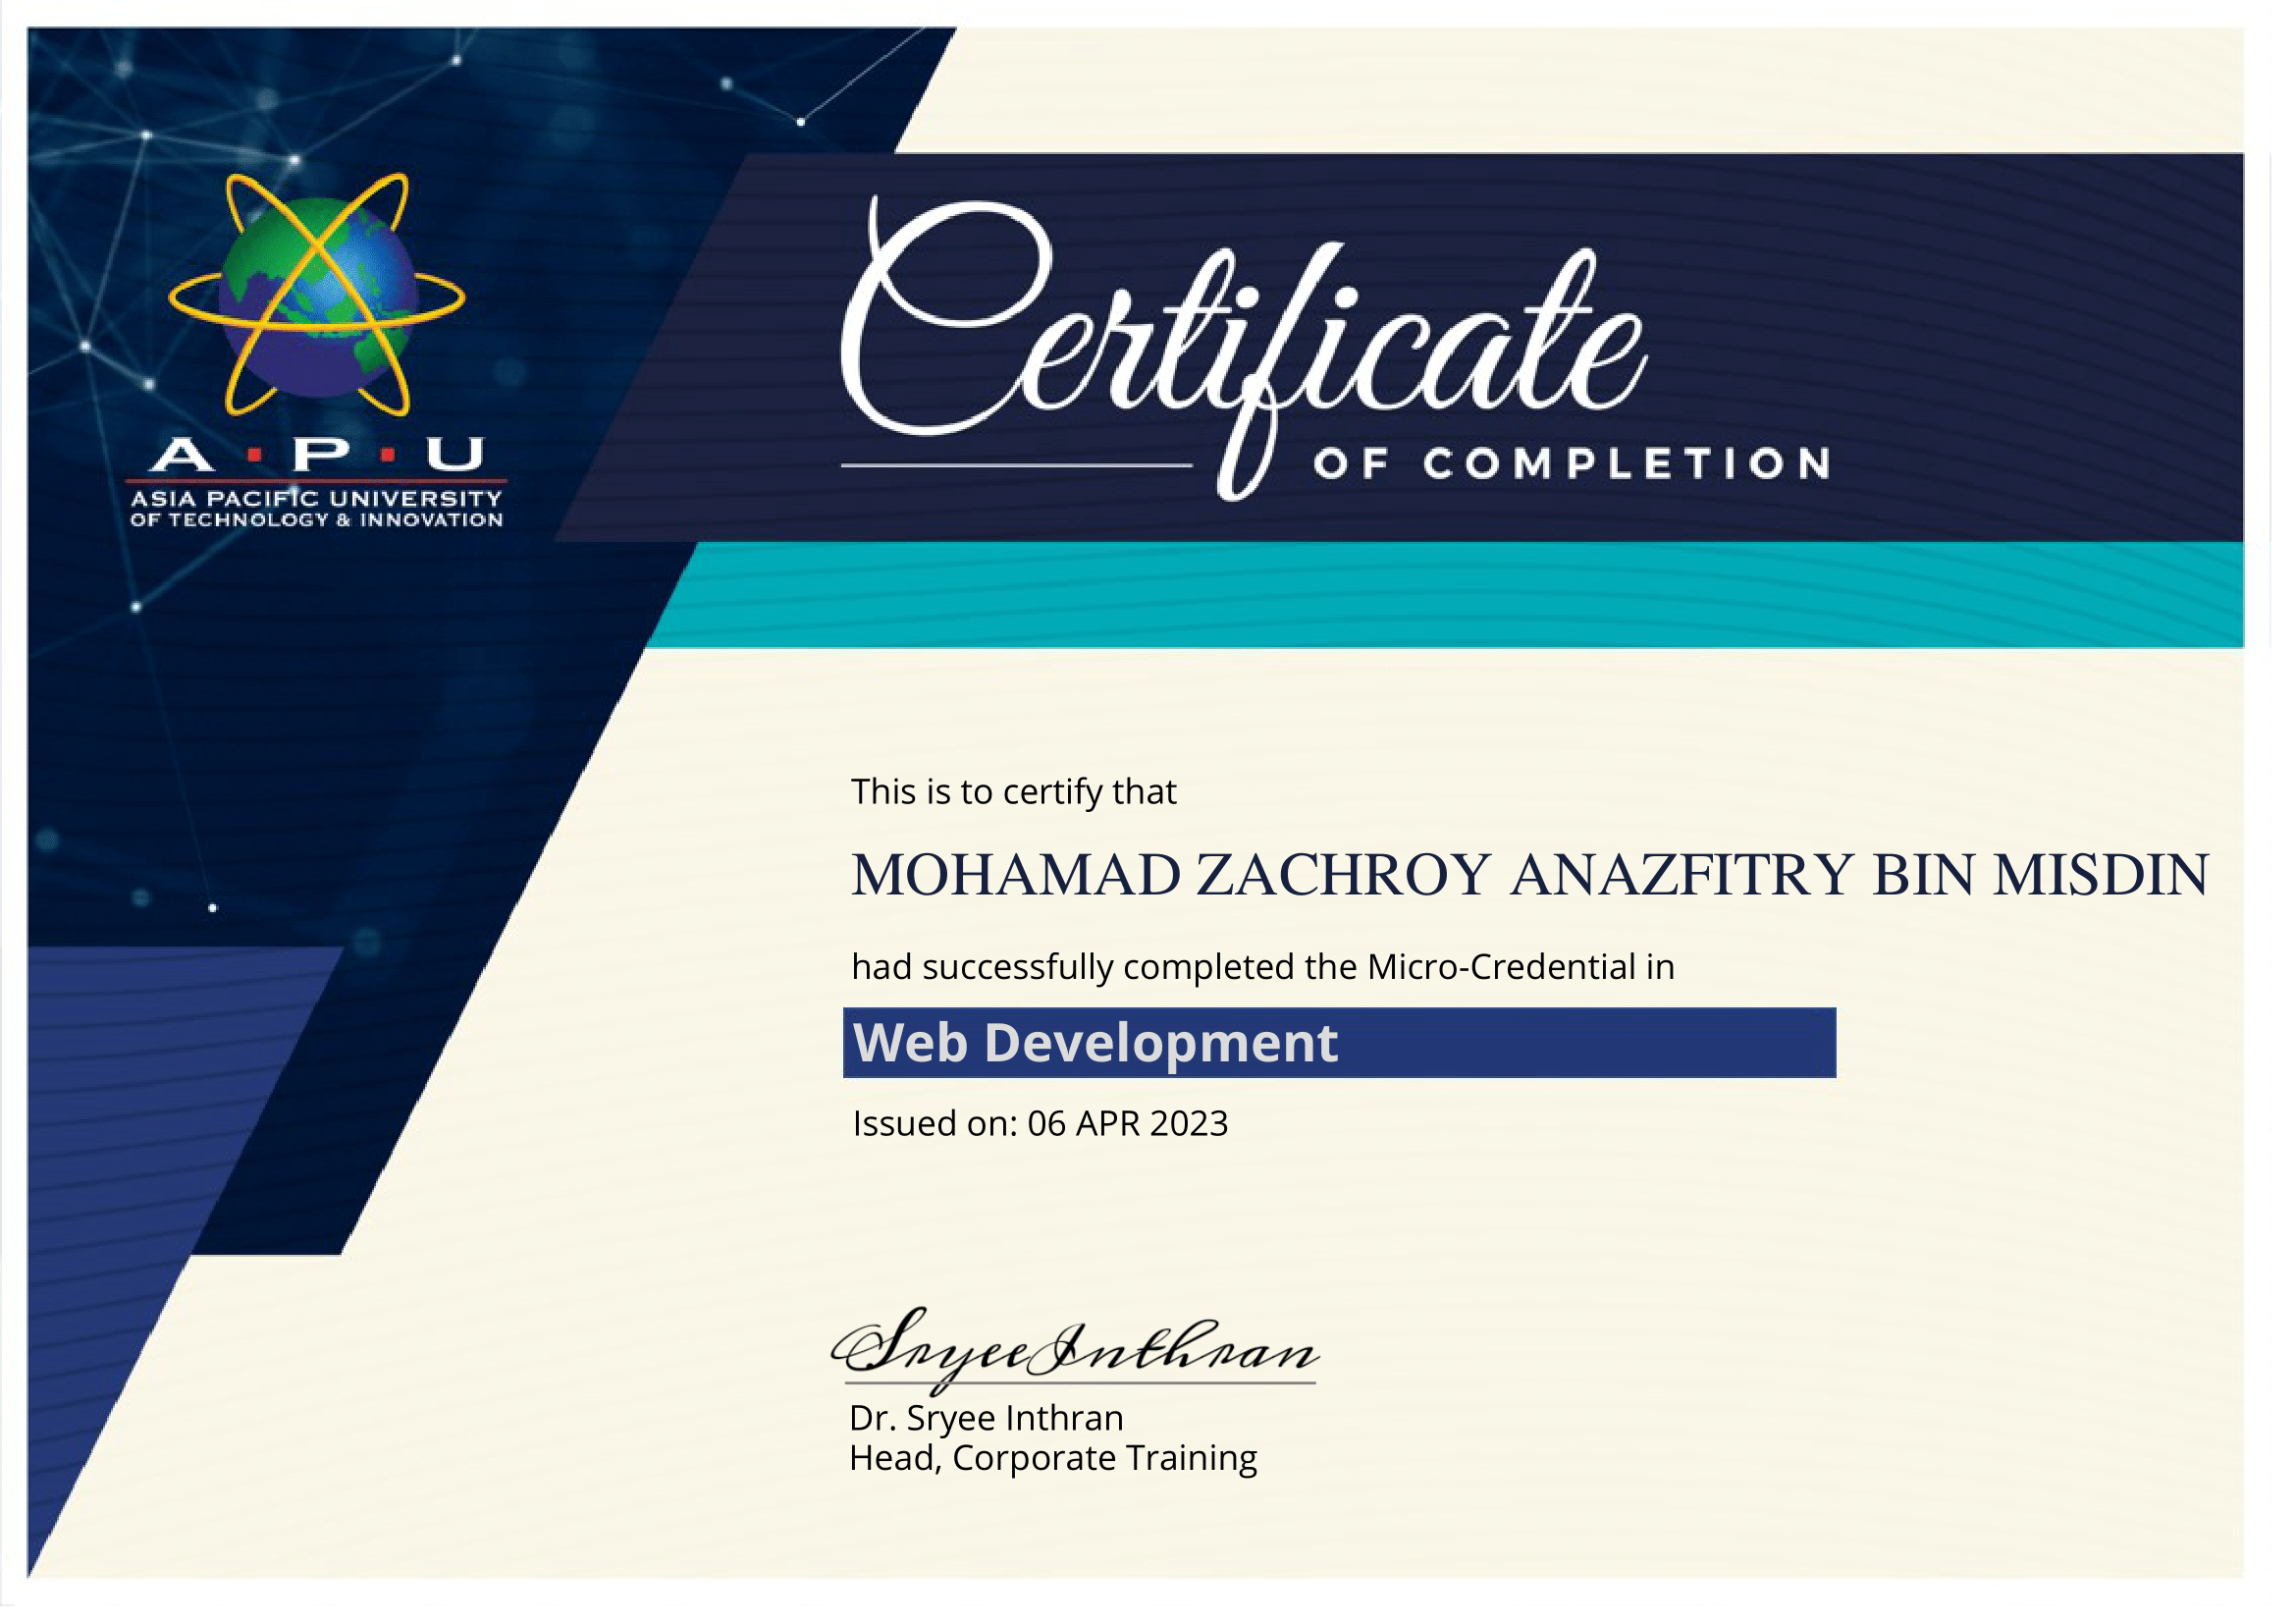 A·P·U
ASIA PACIFIC UNIVERSITY
OF TECHNOLOGY & INNOVATION
Certificate
OF COMPLETION
This is to certify that
MOHAMAD ZACHROY ANAZFITRY BIN MISDIN
had successfully completed the Micro-Credential in
Web Development
Issued on: 06 APR 2023
Sryee Inthran
Dr. Sryee Inthran
Head, Corporate Training